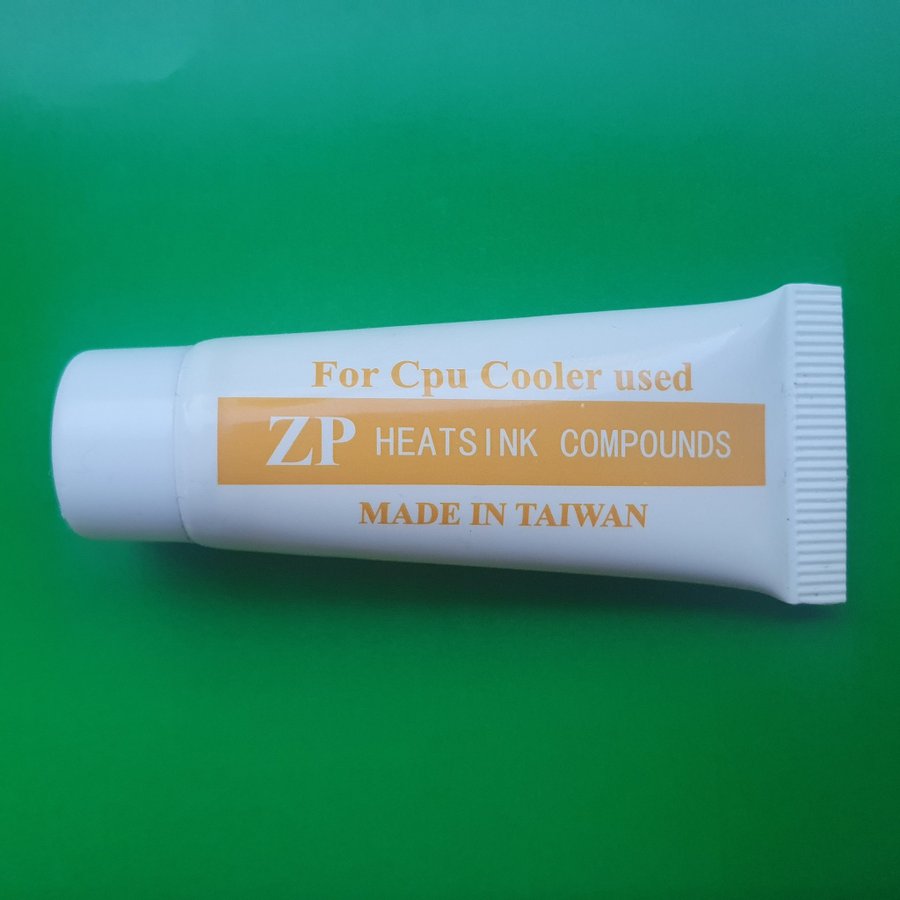 For Cpu Cooler used
ZP HEATSINK COMPOUNDS
MADE IN TAIWAN